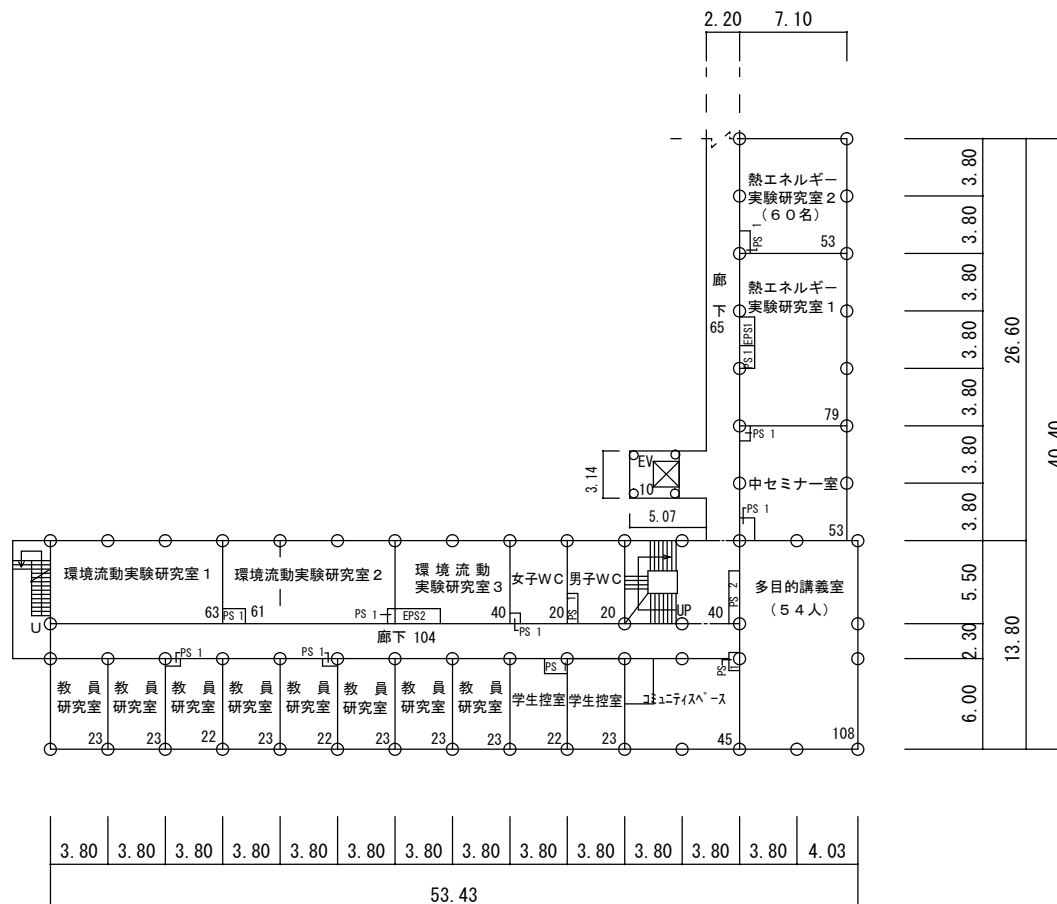 2.20 7.10
熱エネルギー
実験研究室2
(60名)
PS 1
53
3.80
3.80
熱エネルギー
実験研究室1
廊
下
65
EPS1
PS 1
79
3.80
3.80
3.80
26.60
40.40
PS 1
中セミナー室
PS 1
53
3.80
3.80
EV
10
3.14
5.07
環境流動実験研究室1
63
PS 1
環境流動実験研究室2
61
PS 1
EPS2
環境流動
実験研究室3
40
女子WC
20
PS 1
男子WC
PS 1
20
UP
40
PS 2
多目的講義室
(54人)
108
U
廊下 104
5.50
2.30
6.00
13.80
PS 1
PS 1
PS 1
PS 1
教員
研究室
23
教員
研究室
23
教員
研究室
22
教員
研究室
23
教員
研究室
22
教員
研究室
23
教員
研究室
23
教員
研究室
23
学生控室
22
学生控室
23
コミュニティスペース
45
3.80 3.80 3.80 3.80 3.80 3.80 3.80 3.80 3.80 3.80 3.80 3.80 3.80 4.03
53.43